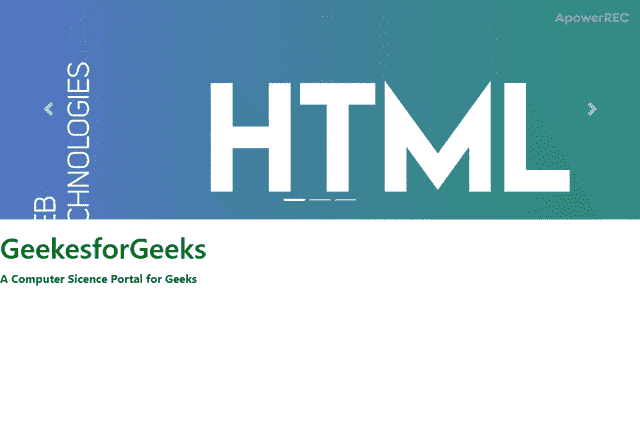 ApowerREC
EB
CHNOLOGIES
HTML
GeekesforGeeks
A Computer Sicence Portal for Geeks